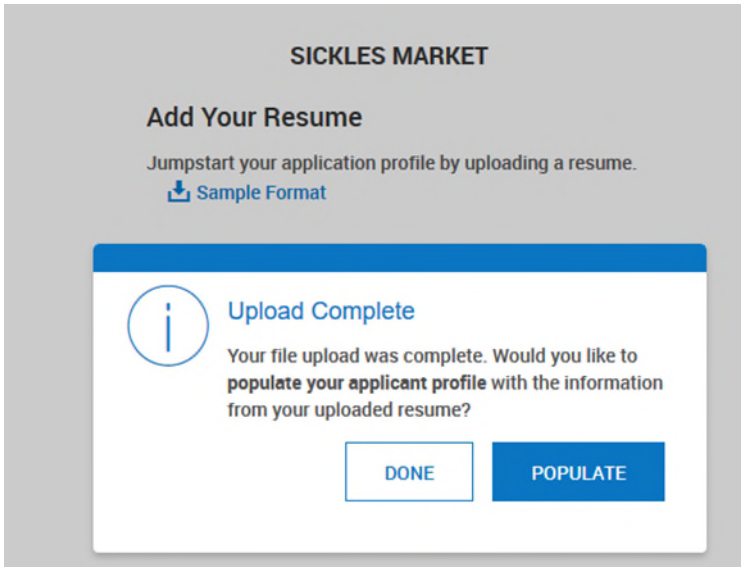 SICKLES MARKET
Add Your Resume
Jumpstart your application profile by uploading a resume.
Sample Format
Upload Complete
Your file upload was complete. Would you like to
populate your applicant profile with the information
from your uploaded resume?
DONE
POPULATE